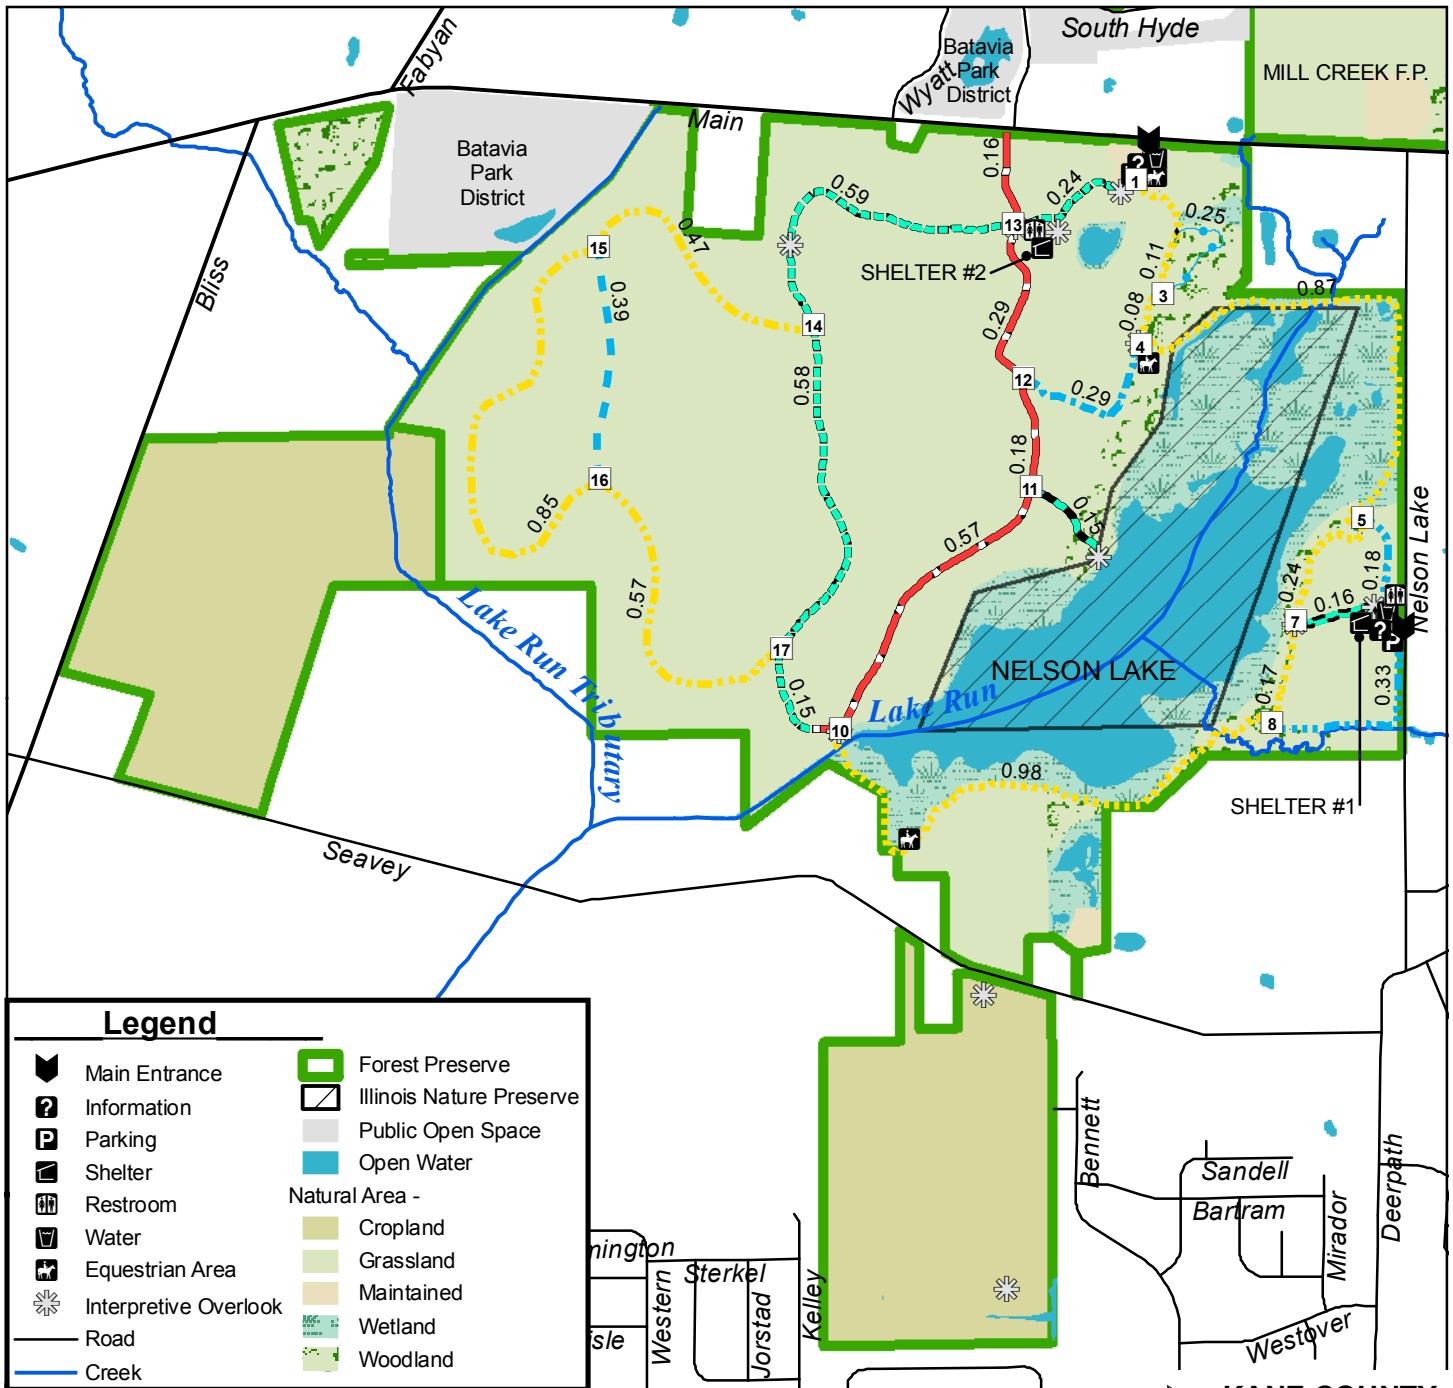 South Hyde
Batavia
Park
District
Wyatt
MILL CREEK F.P.
Fabyan
Main
Batavia
Park
District
Bliss
0.16
0.24
1
0.59
13
0.25
SHELTER #2
0.11
0.47
15
0.39
14
0.29
0.08
3
0.87
4
12
0.29
0.58
0.18
16
11
0.85
0.15
0.57
5
Nelson Lake
0.18
0.24
0.16
7
0.57
17
Lake Run Tributary
NELSON LAKE
0.17
0.33
0.15
Lake Run
10
8
0.98
SHELTER #1
Seavey
Legend
Main Entrance
Information
Parking
Shelter
Restroom
Water
Equestrian Area
Interpretive Overlook
Road
Creek
Forest Preserve
Illinois Nature Preserve
Public Open Space
Open Water
Natural Area -
Cropland
Grassland
Maintained
Wetland
Woodland
Bennett
Sandell
Bartram
Mirador
Deerpath
Westover
mington
Sterkel
Western
Jorstad
Kelley
isle
KANE COUNTY